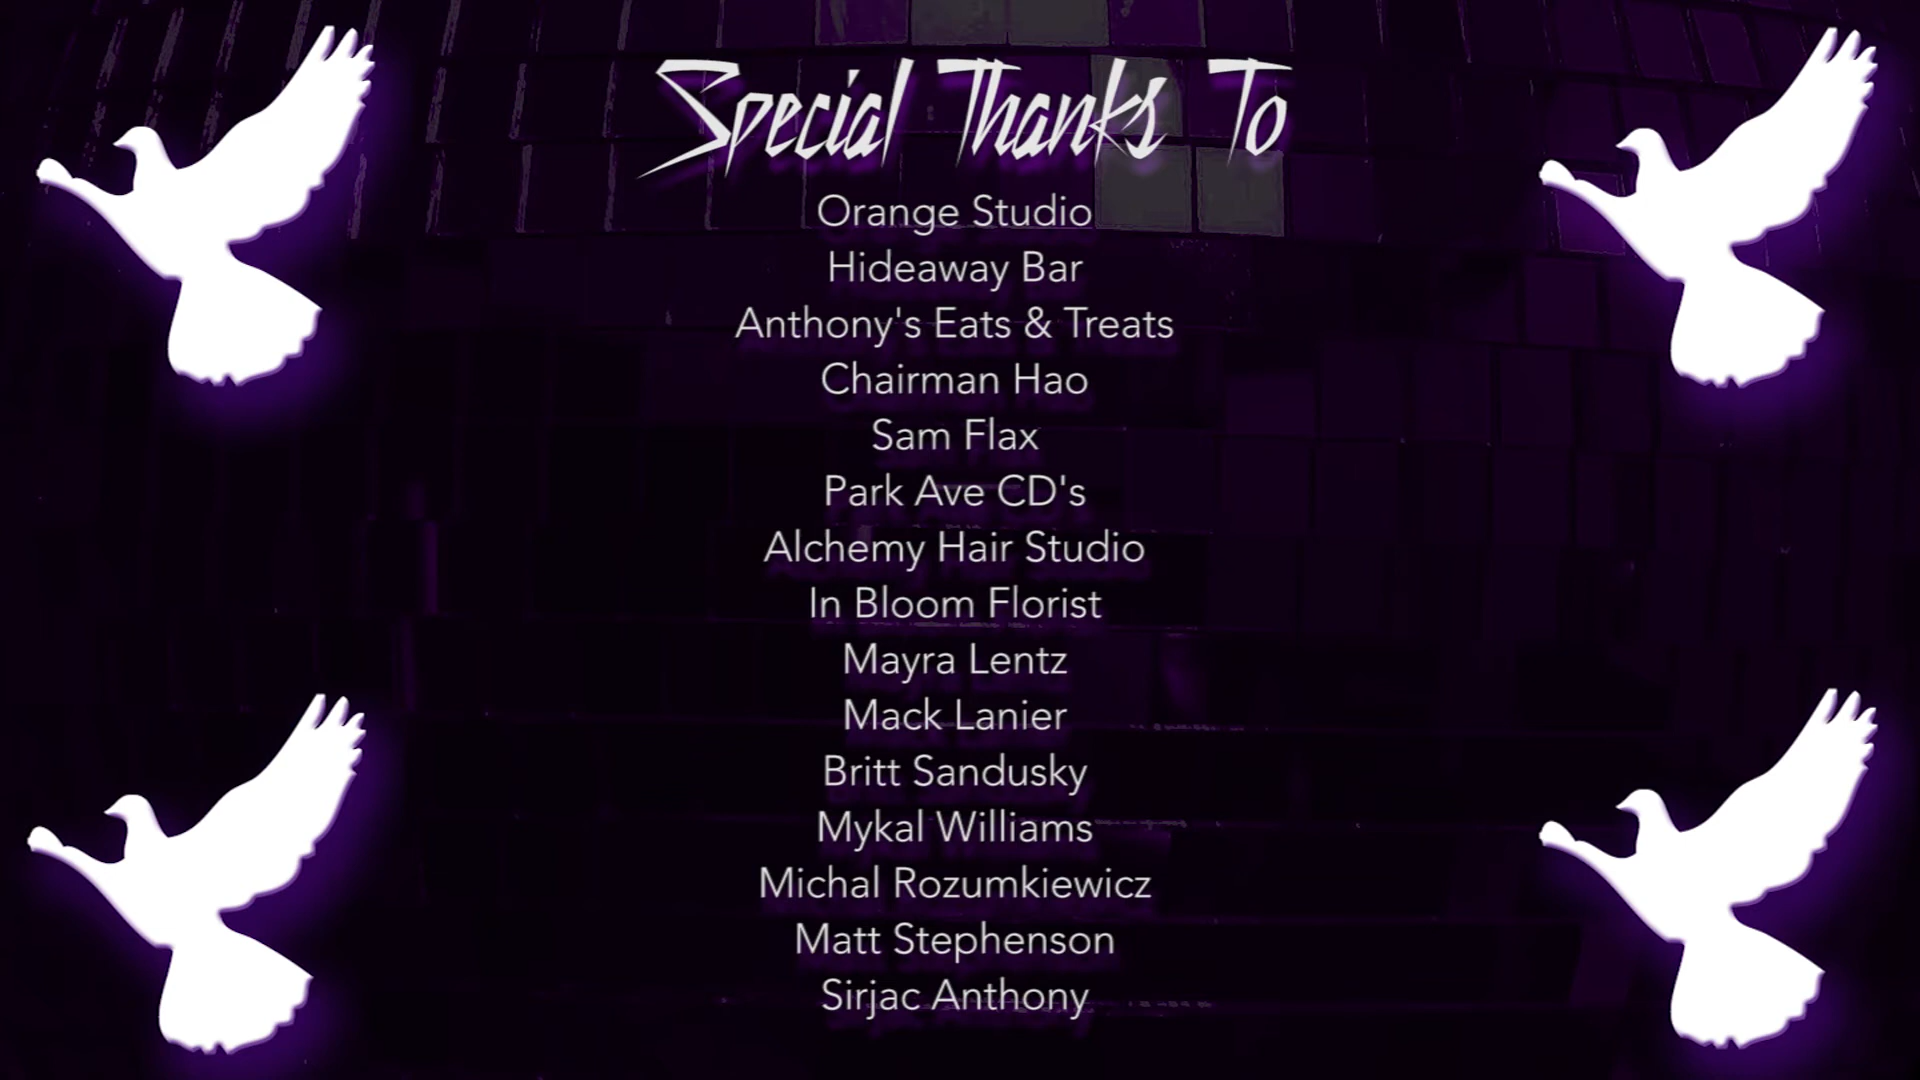 Special Thanks To
Orange Studio
Hideaway Bar
Anthony's Eats & Treats
Chairman Hao
Sam Flax
Park Ave CD's
Alchemy Hair Studio
In Bloom Florist
Mayra Lentz
Mack Lanier
Britt Sandusky
Mykal Williams
Michal Rozumkiewicz
Matt Stephenson
Sirjac Anthony